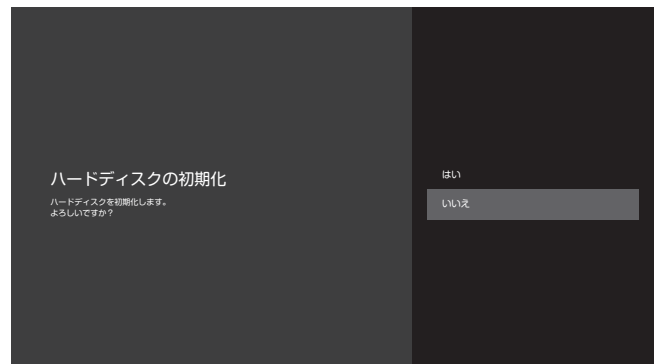 ハードディスクの初期化
ハードディスクを初期化します。
よろしいですか？
はい
いいえ